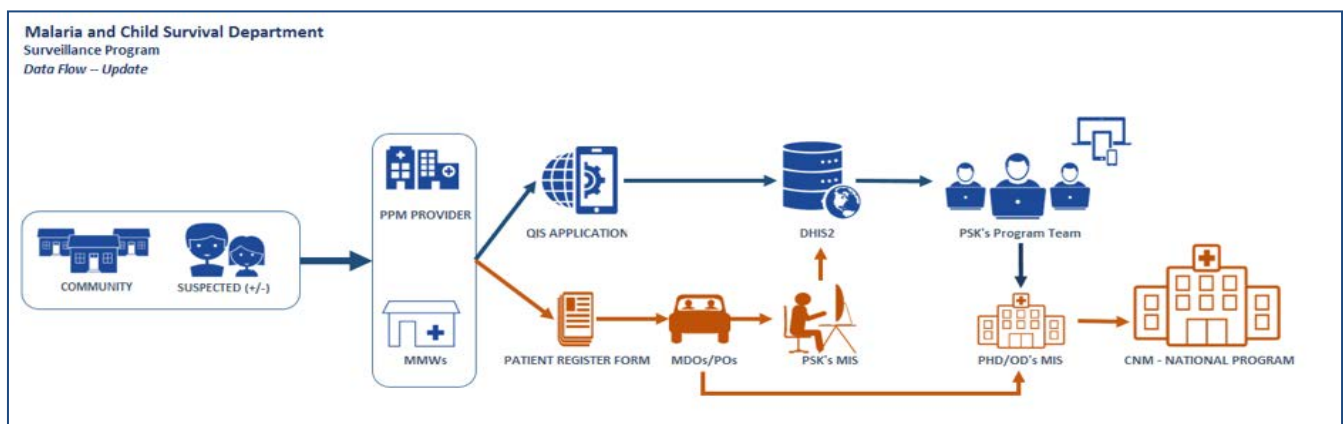 Malaria and Child Survival Department
Surveillance Program
Data Flow -- Update
COMMUNITY
SUSPECTED (+/-)
PPM PROVIDER
MMWs
QIS APPLICATION
DHIS2
PSK's Program Team
PATIENT REGISTER FORM
MDOs/POs
PSK's MIS
PHD/OD's MIS
CNM - NATIONAL PROGRAM